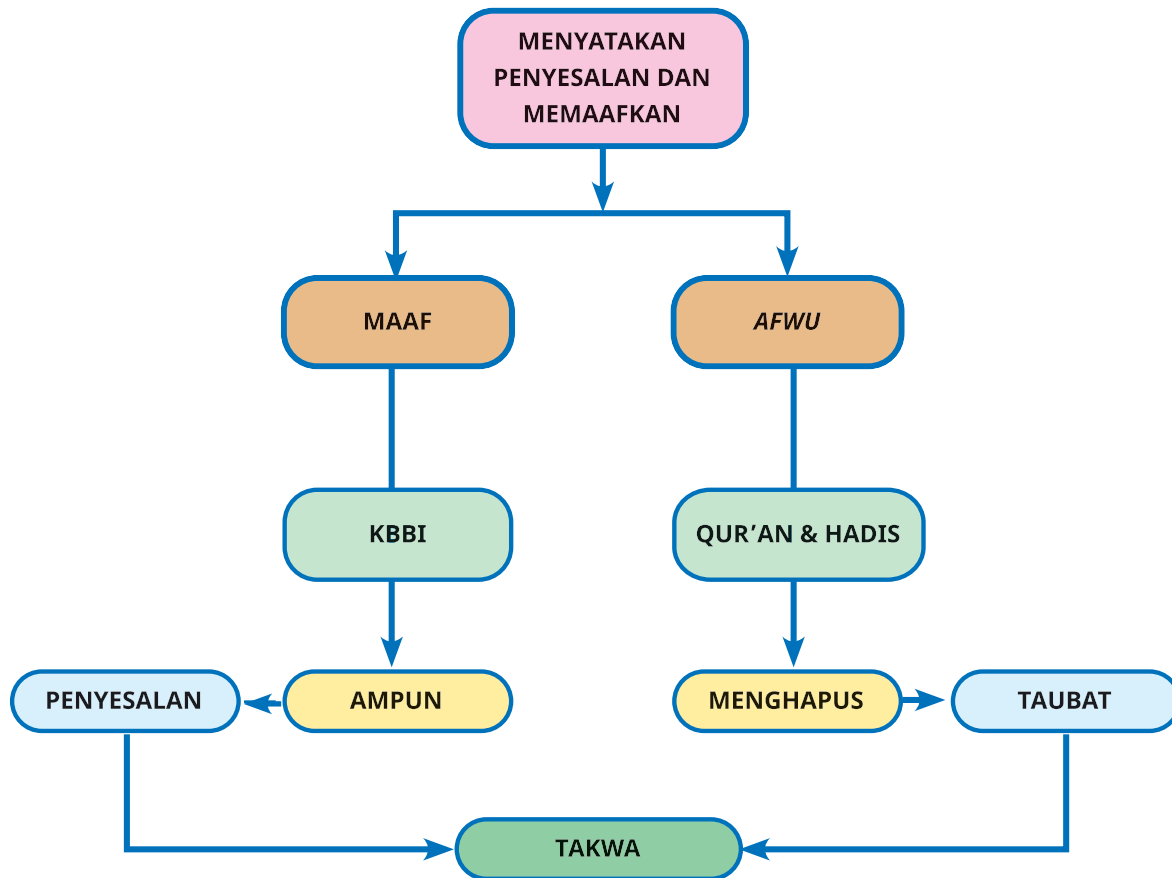 MENYATAKAN
PENYESALAN DAN
MEMAAFKAN
MAAF
AFWU
KBBI
QUR’AN & HADIS
PENYESALAN
AMPUN
MENGHAPUS
TAUBAT
TAKWA